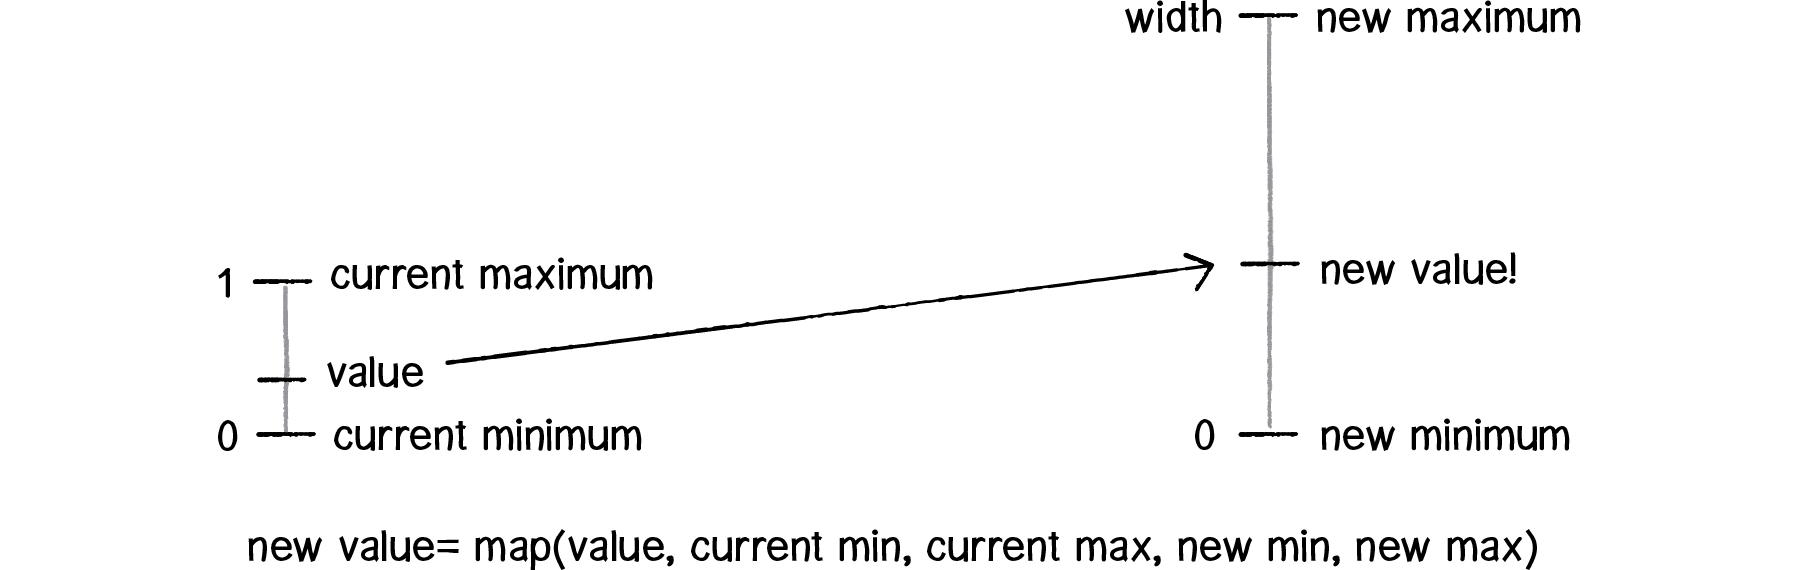 width new maximum
1 current maximum
new value!
value
0 current minimum
0 new minimum
new value= map(value, current min, current max, new min, new max)